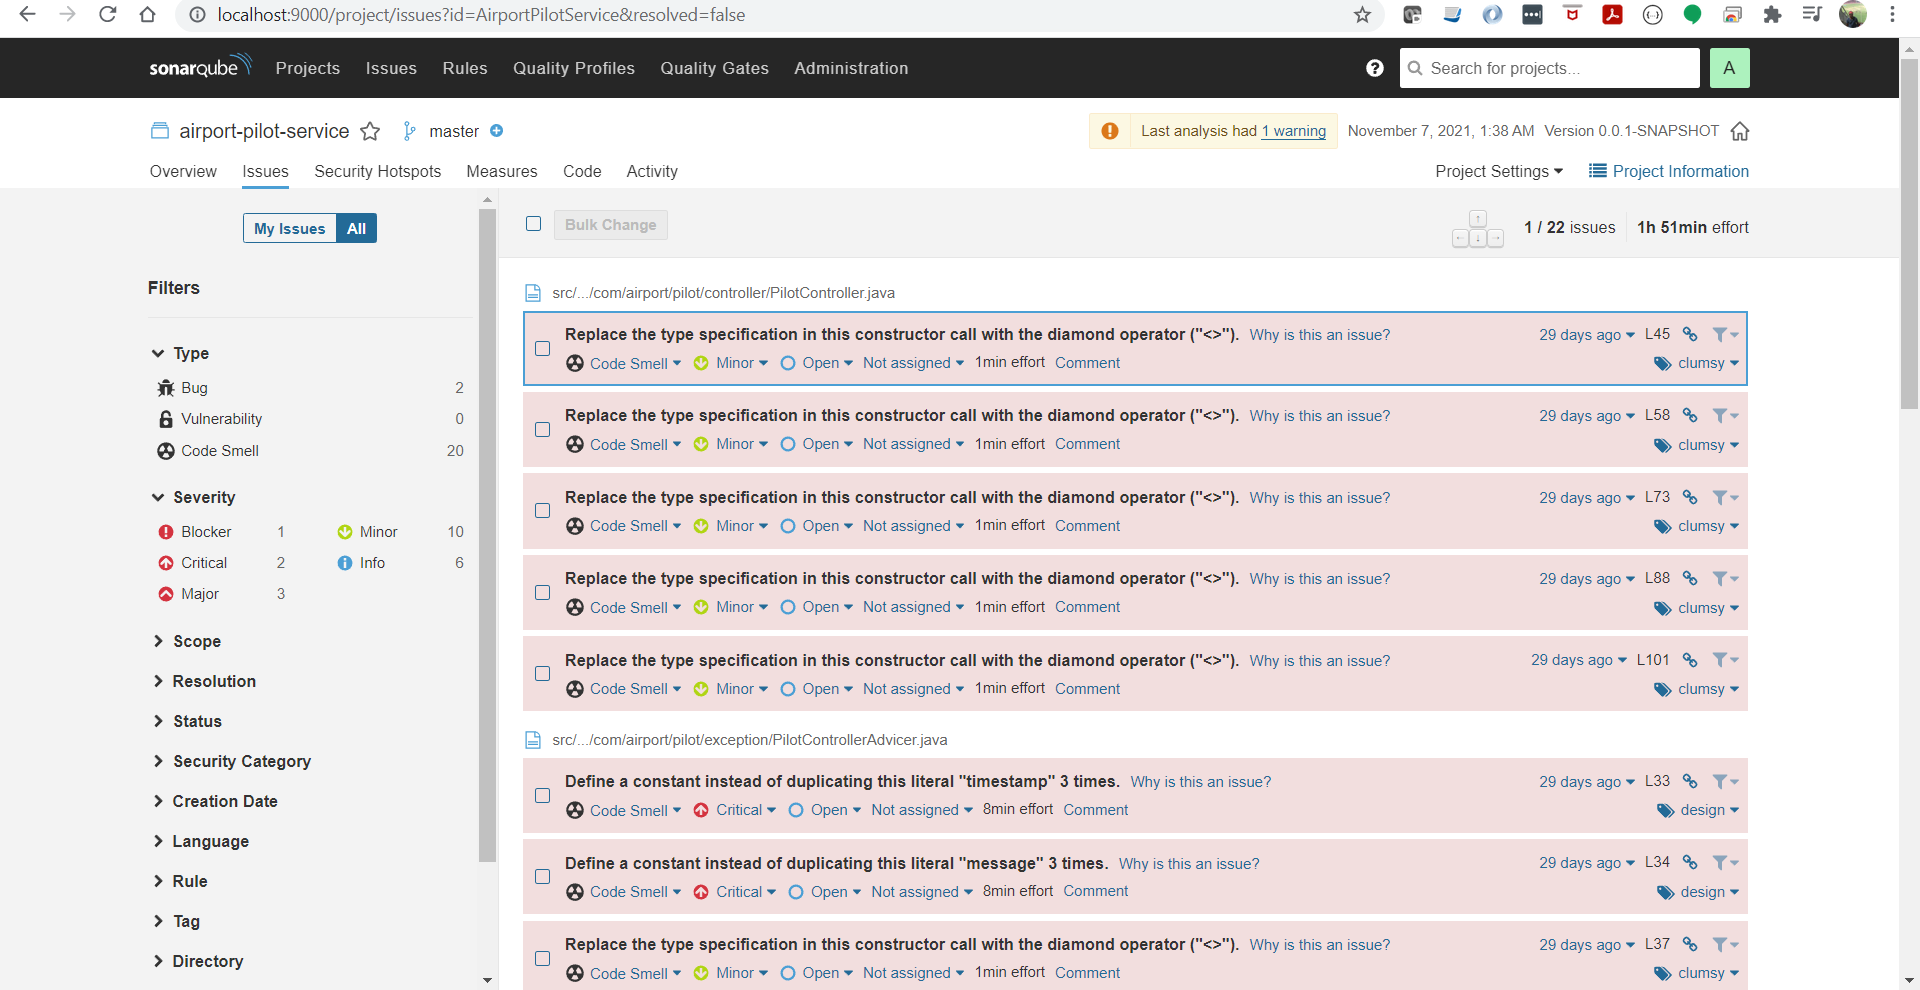 localhost:9000/project/issues?id=AirportPilotService&resolved=false
sonarqube Projects Issues Rules Quality Profiles Quality Gates Administration ? Search for projects... A
airport-pilot-service master Last analysis had 1 warning November 7, 2021, 1:38 AM Version 0.0.1-SNAPSHOT
Overview Issues Security Hotspots Measures Code Activity Project Settings Project Information
My Issues All Bulk Change 1 / 22 issues 1h 51min effort
Filters
Type
Bug 2
Vulnerability 0
Code Smell 20
Severity
Blocker 1 Minor 10
Critical 2 Info 6
Major 3
Scope
Resolution
Status
Security Category
Creation Date
Language
Rule
Tag
Directory
src/.../com/airport/pilot/controller/PilotController.java
Replace the type specification in this constructor call with the diamond operator ("<>"). Why is this an issue? 29 days ago L45
Code Smell Minor Open Not assigned 1min effort Comment clumsy
Replace the type specification in this constructor call with the diamond operator ("<>"). Why is this an issue? 29 days ago L58
Code Smell Minor Open Not assigned 1min effort Comment clumsy
Replace the type specification in this constructor call with the diamond operator ("<>"). Why is this an issue? 29 days ago L73
Code Smell Minor Open Not assigned 1min effort Comment clumsy
Replace the type specification in this constructor call with the diamond operator ("<>"). Why is this an issue? 29 days ago L88
Code Smell Minor Open Not assigned 1min effort Comment clumsy
Replace the type specification in this constructor call with the diamond operator ("<>"). Why is this an issue? 29 days ago L101
Code Smell Minor Open Not assigned 1min effort Comment clumsy
src/.../com/airport/pilot/exception/PilotControllerAdvicer.java
Define a constant instead of duplicating this literal "timestamp" 3 times. Why is this an issue? 29 days ago L33
Code Smell Critical Open Not assigned 8min effort Comment design
Define a constant instead of duplicating this literal "message" 3 times. Why is this an issue? 29 days ago L34
Code Smell Critical Open Not assigned 8min effort Comment design
Replace the type specification in this constructor call with the diamond operator ("<>"). Why is this an issue? 29 days ago L37
Code Smell Minor Open Not assigned 1min effort Comment clumsy